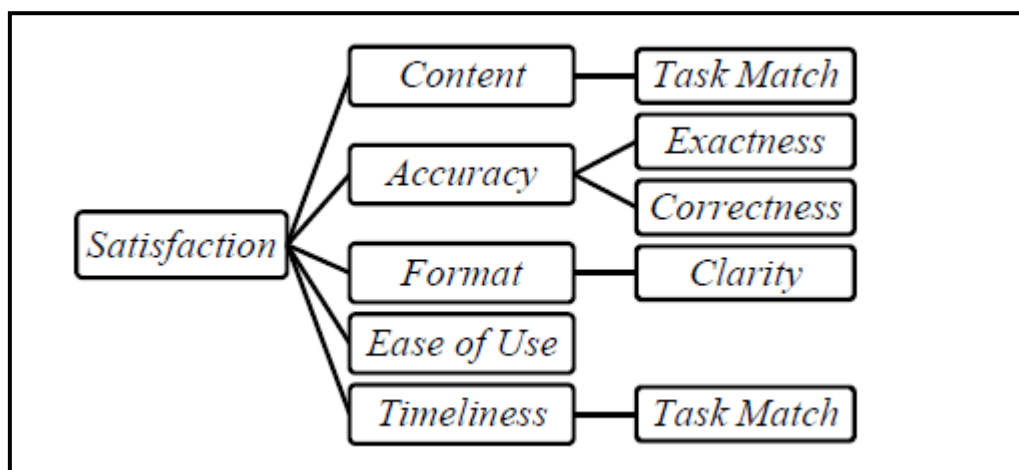 Content
Task Match
Exactness
Accuracy
Correctness
Satisfaction
Format
Clarity
Ease of Use
Timeliness
Task Match